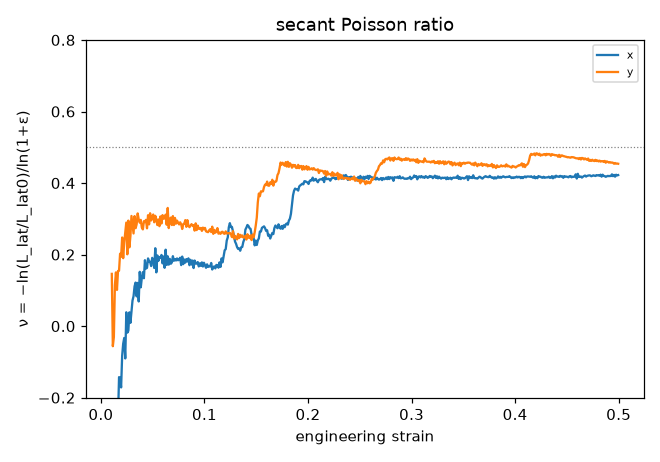 secant Poisson ratio
x
y
0.8
0.6
0.4
0.2
0.0
−0.2
ν = −ln(L_lat/L_lat0)/ln(1+ε)
0.0 0.1 0.2 0.3 0.4 0.5
engineering strain